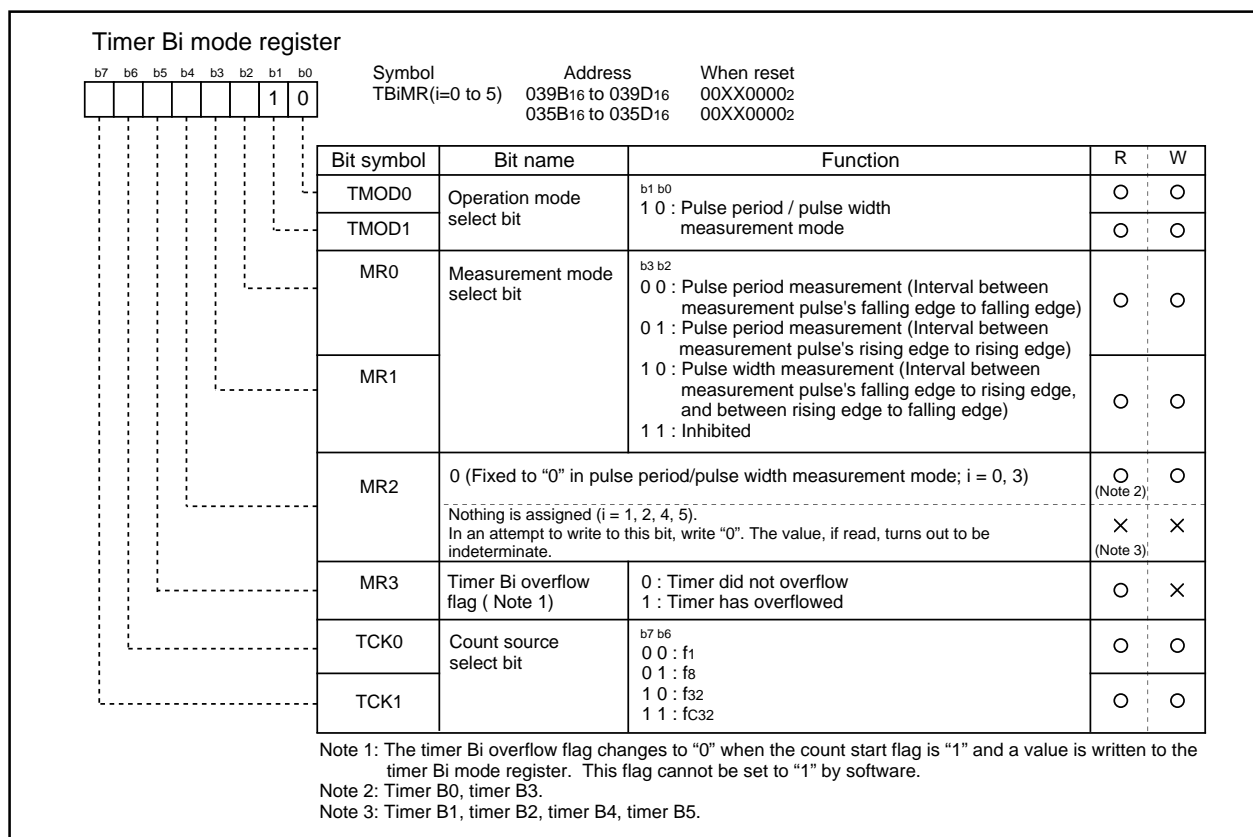 Timer Bi mode register
b7 b6 b5 b4 b3 b2 b1 b0
1 0
Symbol Address When reset
TBiMR(i=0 to 5) 039B16 to 039D16 00XX00002
035B16 to 035D16 00XX00002
Bit symbol Bit name Function R W
TMOD0
TMOD1
Operation mode
select bit
b1 b0
1 0 : Pulse period / pulse width
measurement mode
MR0
MR1
Measurement mode
select bit
b3 b2
0 0 : Pulse period measurement (Interval between
measurement pulse's falling edge to falling edge)
0 1 : Pulse period measurement (Interval between
measurement pulse's rising edge to rising edge)
1 0 : Pulse width measurement (Interval between
measurement pulse's falling edge to rising edge,
and between rising edge to falling edge)
1 1 : Inhibited
MR2
0 (Fixed to “0” in pulse period/pulse width measurement mode; i = 0, 3)
(Note 2)
Nothing is assigned (i = 1, 2, 4, 5).
In an attempt to write to this bit, write “0”. The value, if read, turns out to be
indeterminate.
(Note 3)
MR3
Timer Bi overflow
flag ( Note 1)
0 : Timer did not overflow
1 : Timer has overflowed
TCK0
TCK1
Count source
select bit
b7 b6
0 0 : f1
0 1 : f8
1 0 : f32
1 1 : fC32
Note 1: The timer Bi overflow flag changes to “0” when the count start flag is “1” and a value is written to the
timer Bi mode register. This flag cannot be set to “1” by software.
Note 2: Timer B0, timer B3.
Note 3: Timer B1, timer B2, timer B4, timer B5.